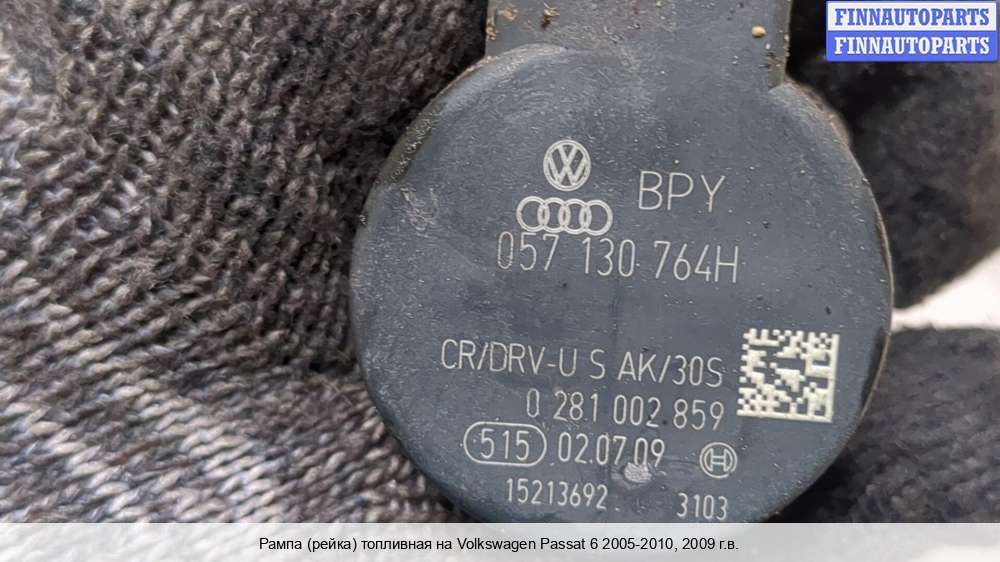 FINNAUTOPARTS
FINNAUTOPARTS
BPY
057 130 764H
CR/DRV-U S AK/30S
0 281 002 859
515 02.07.09
15213692 3103
Рампа (рейка) топливная на Volkswagen Passat 6 2005-2010, 2009 г.в.